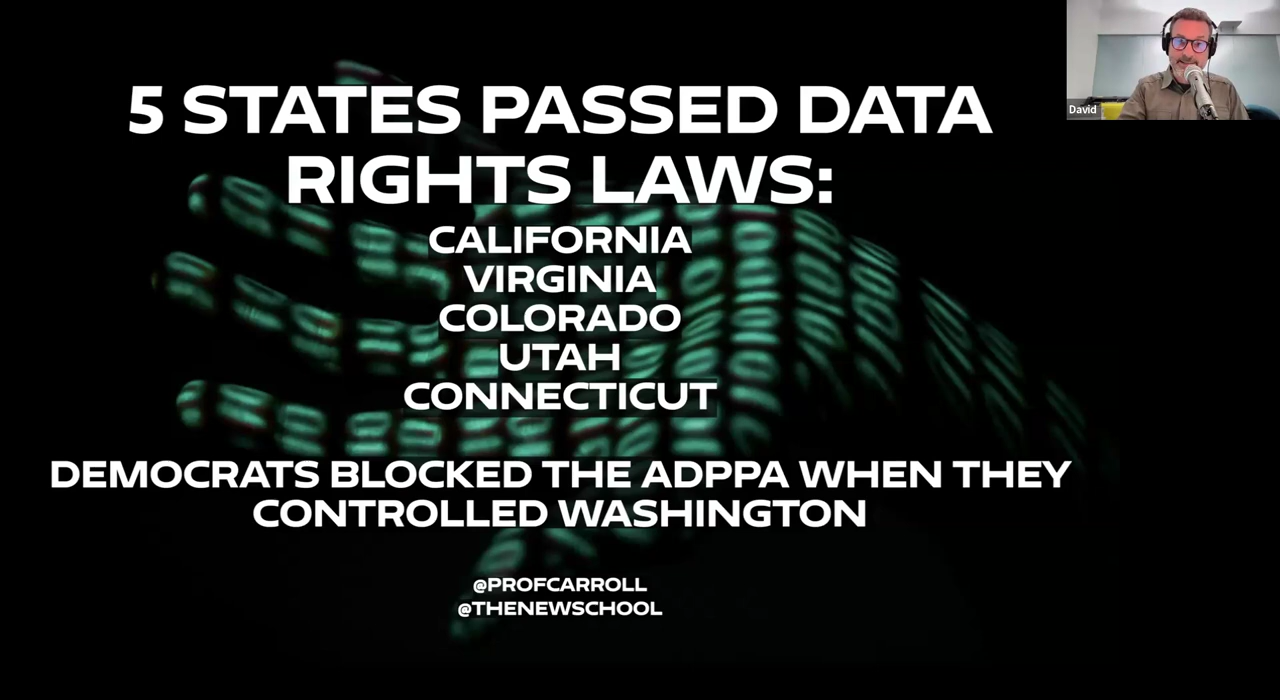 5 STATES PASSED DATA
RIGHTS LAWS:
CALIFORNIA
VIRGINIA
COLORADO
UTAH
CONNECTICUT
DEMOCRATS BLOCKED THE ADPPA WHEN THEY
CONTROLLED WASHINGTON
@PROFCARROLL
@THENEWSCHOOL
David